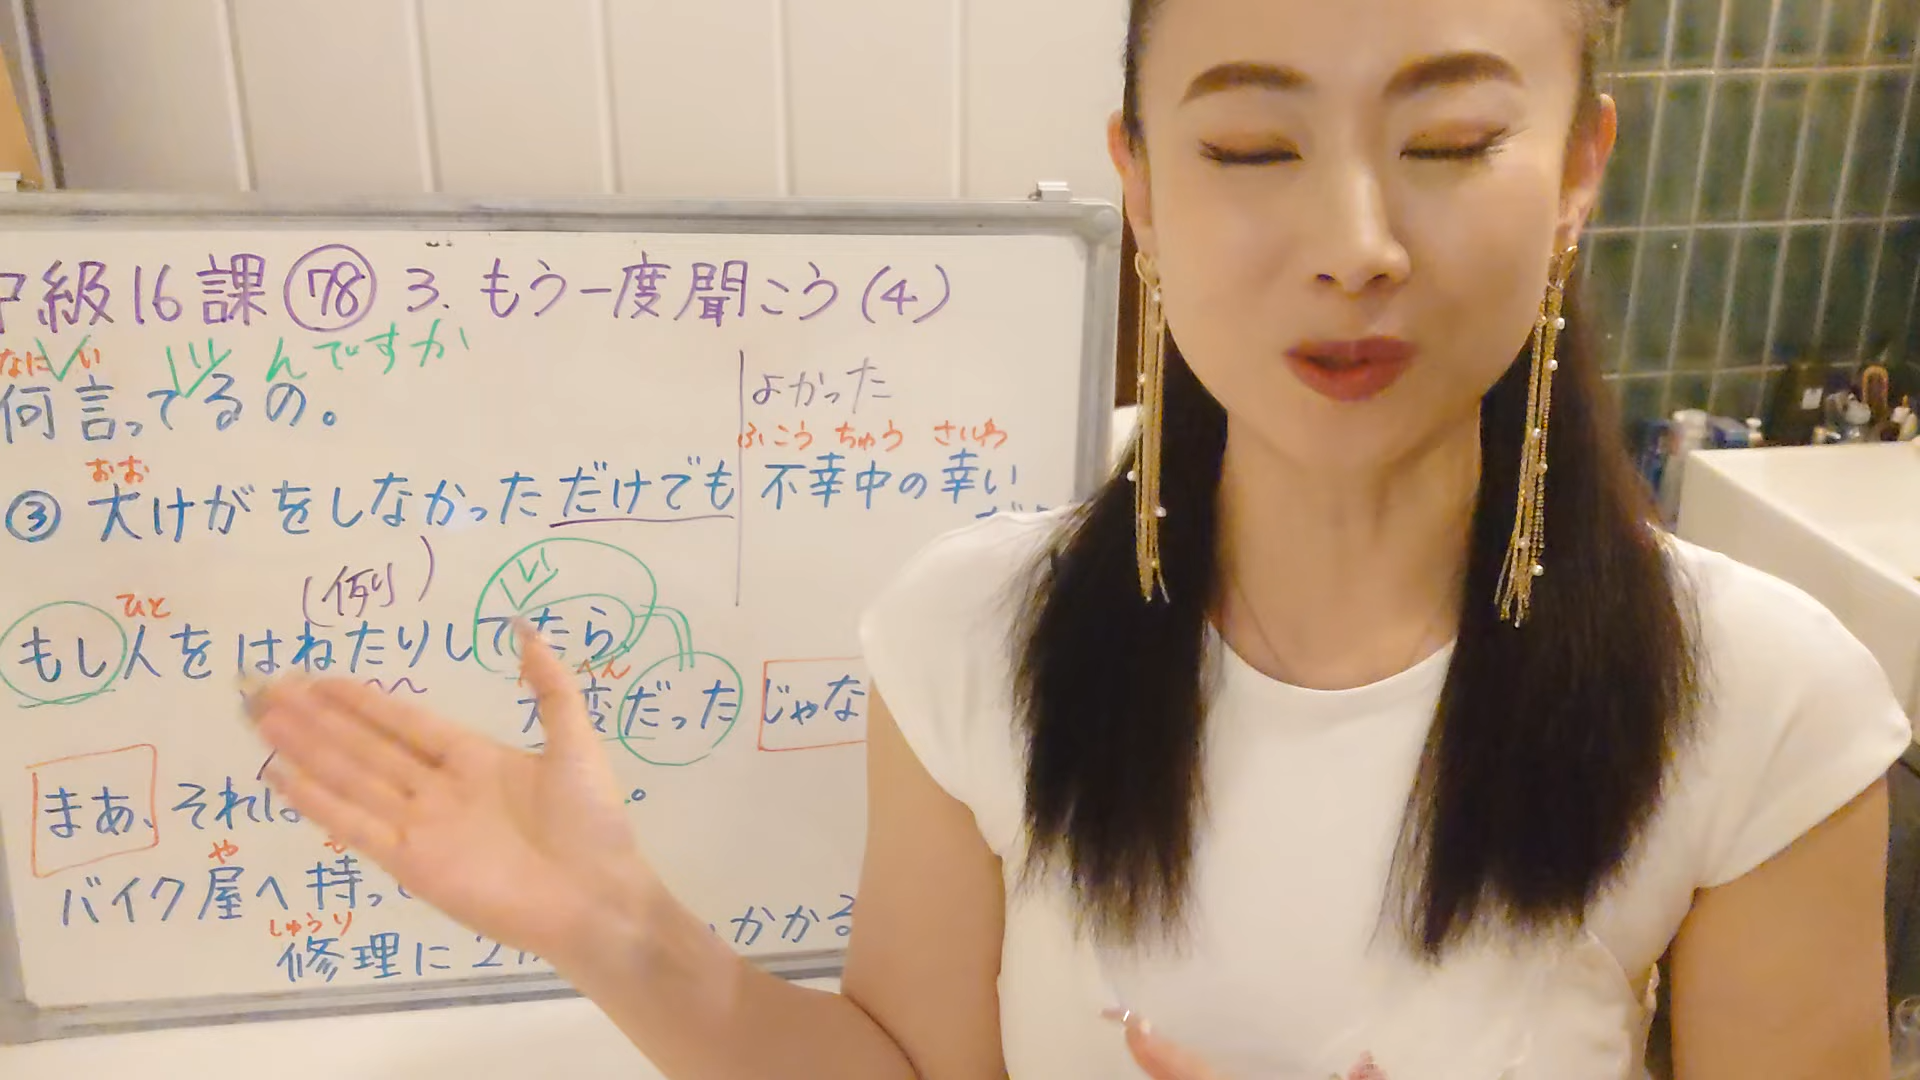 級16課 78 3. もう一度聞こう(4)
なに い い んですか
何言ってるの。
よかった
ふこう ちゅう さいわ
おお
③ 大けがをしなかっただけでも 不幸中の幸い
(例)
い
ひと
もし人をはねたりしてたら
へん
大変だった じゃな
まあ、それは
や
バイク屋へ持って
しゅうり
修理に2 かかる